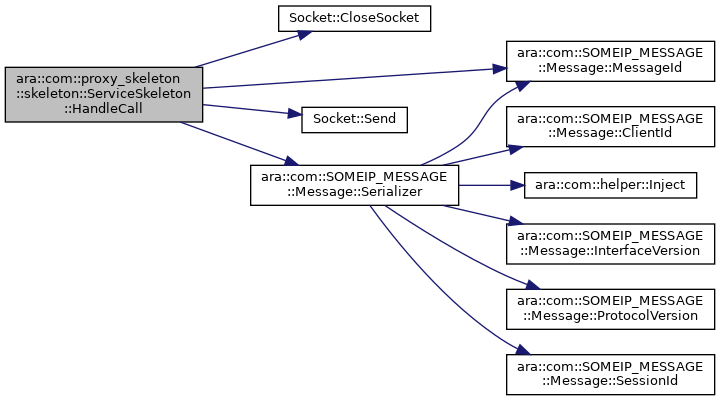 Socket::CloseSocket
ara::com::proxy_skeleton
::skeleton::ServiceSkeleton
::HandleCall
ara::com::SOMEIP_MESSAGE
::Message::MessageId
Socket::Send
ara::com::SOMEIP_MESSAGE
::Message::ClientId
ara::com::SOMEIP_MESSAGE
::Message::Serializer
ara::com::helper::Inject
ara::com::SOMEIP_MESSAGE
::Message::InterfaceVersion
ara::com::SOMEIP_MESSAGE
::Message::ProtocolVersion
ara::com::SOMEIP_MESSAGE
::Message::SessionId